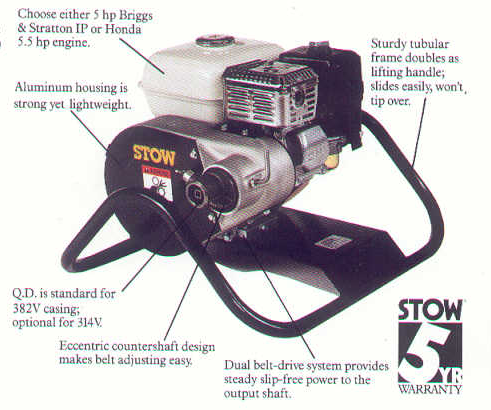 Choose either 5 hp Briggs
& Stratton IP or Honda
5.5 hp engine.
Sturdy tubular
frame doubles as
lifting handle;
slides easily, won't
tip over.
Aluminum housing is
strong yet lightweight.
STOW
Q.D. is standard for
382V casing;
optional for 314V.
Eccentric countershaft design
makes belt adjusting easy.
Dual belt-drive system provides
steady slip-free power to the
output shaft.
STOW
5 YR
WARRANTY